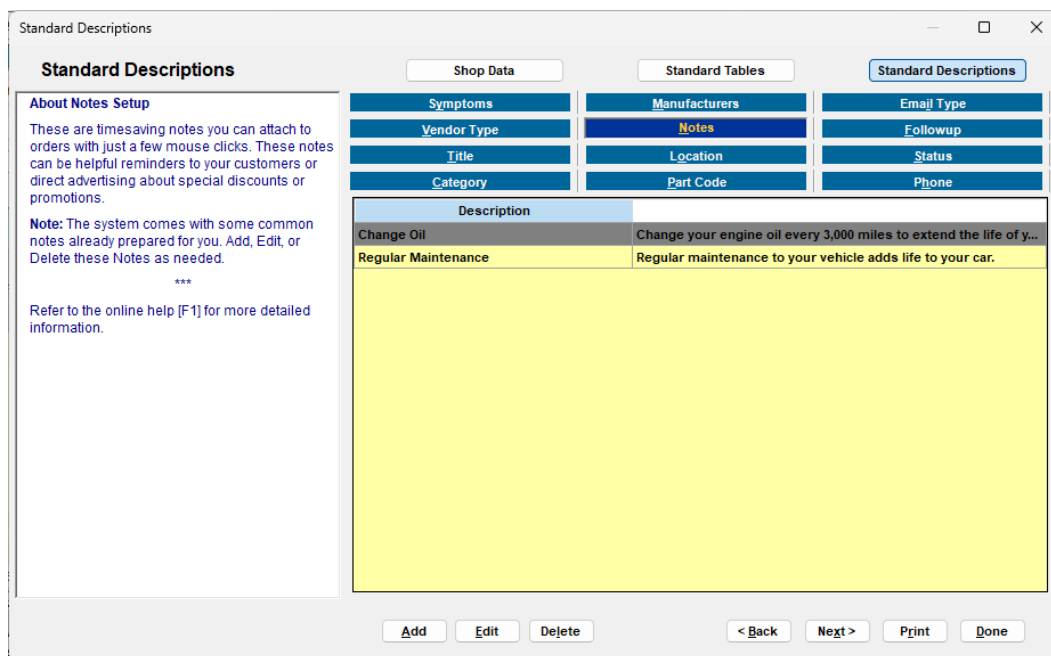 Standard Descriptions
Standard Descriptions
Shop Data
Standard Tables
Standard Descriptions
About Notes Setup
These are timesaving notes you can attach to
orders with just a few mouse clicks. These notes
can be helpful reminders to your customers or
direct advertising about special discounts or
promotions.
Note: The system comes with some common
notes already prepared for you. Add, Edit, or
Delete these Notes as needed.
***
Refer to the online help [F1] for more detailed
information.
Symptoms Manufacturers Email Type
Vendor Type Notes Followup
Title Location Status
Category Part Code Phone
Description
Change Oil Change your engine oil every 3,000 miles to extend the life of y...
Regular Maintenance Regular maintenance to your vehicle adds life to your car.
Add Edit Delete < Back Next > Print Done